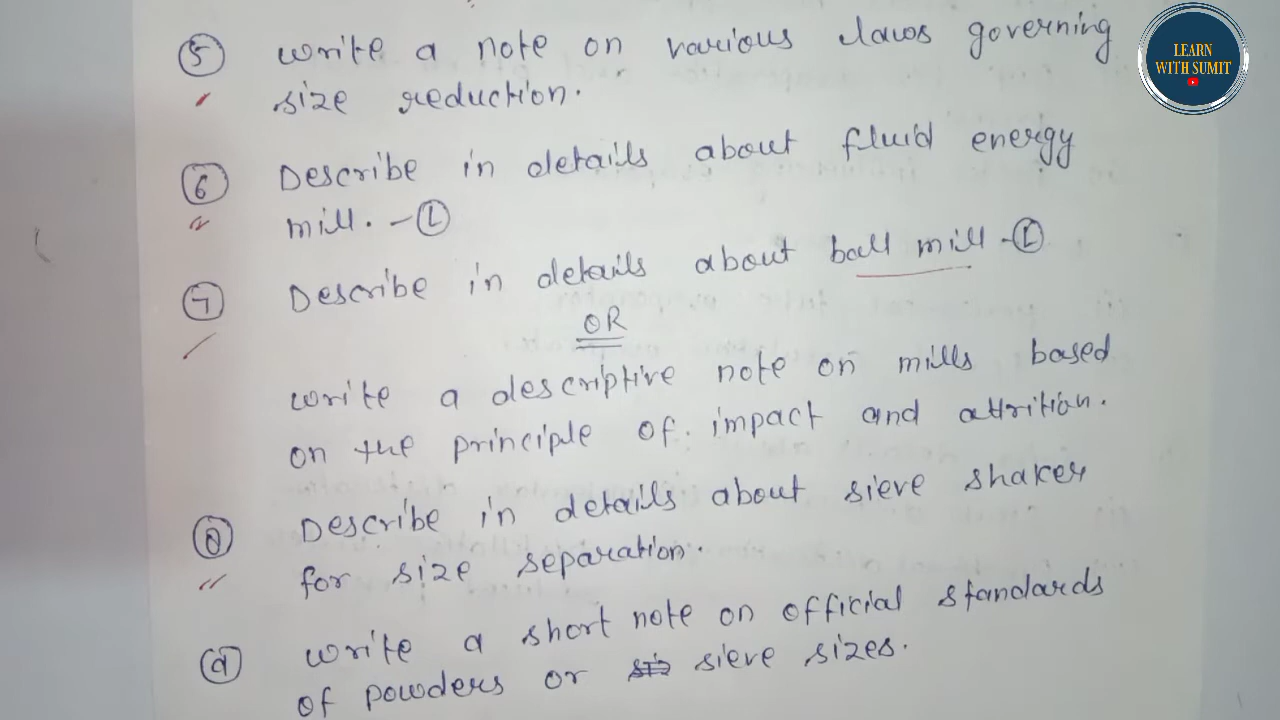 LEARN
WITH SUMIT
5 Write a note on various laws governing
size reduction.
6 Describe in details about fluid energy
mill. - L
7 Describe in details about ball mill - L
OR
write a descriptive note on mills based
on the principle of impact and attrition.
8 Describe in details about sieve shaker
for size separation.
9 write a short note on official standards
of powders or sieve sizes.